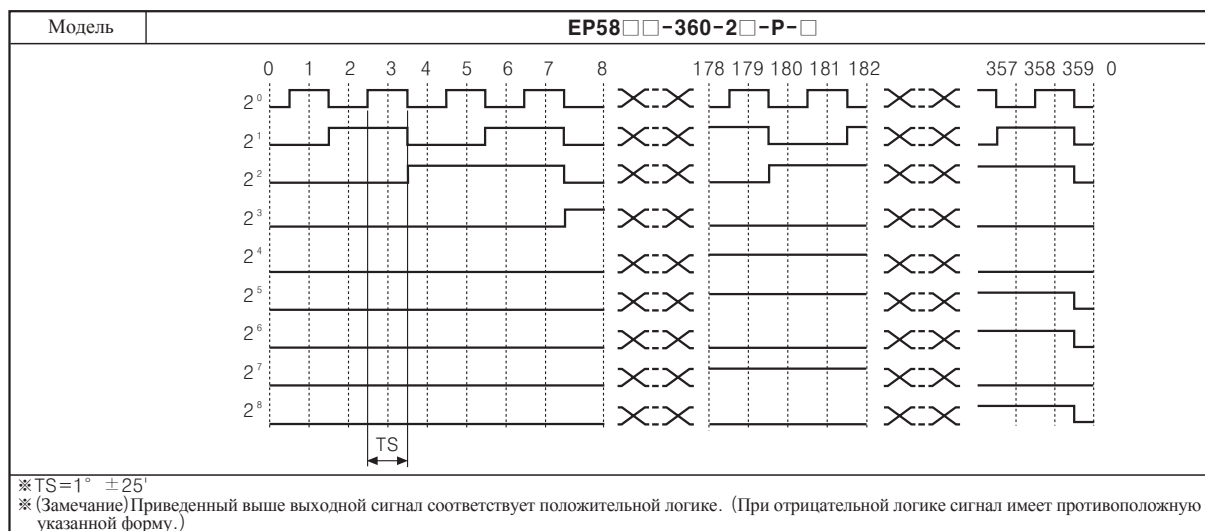 Модель EP58□□-360-2□-P-□
0 1 2 3 4 5 6 7 8 178 179 180 181 182 357 358 359 0
2⁰
2¹
2²
2³
2⁴
2⁵
2⁶
2⁷
2⁸
TS
※TS=1° ±25'
※(Замечание)Приведенный выше выходной сигнал соответствует положительной логике. (При отрицательной логике сигнал имеет противоположную
указанной форму.)